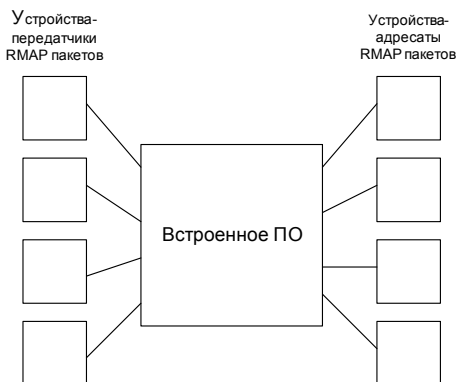 Устройства-
передатчики
RMAP пакетов
Устройства-
адресаты
RMAP пакетов
Встроенное ПО